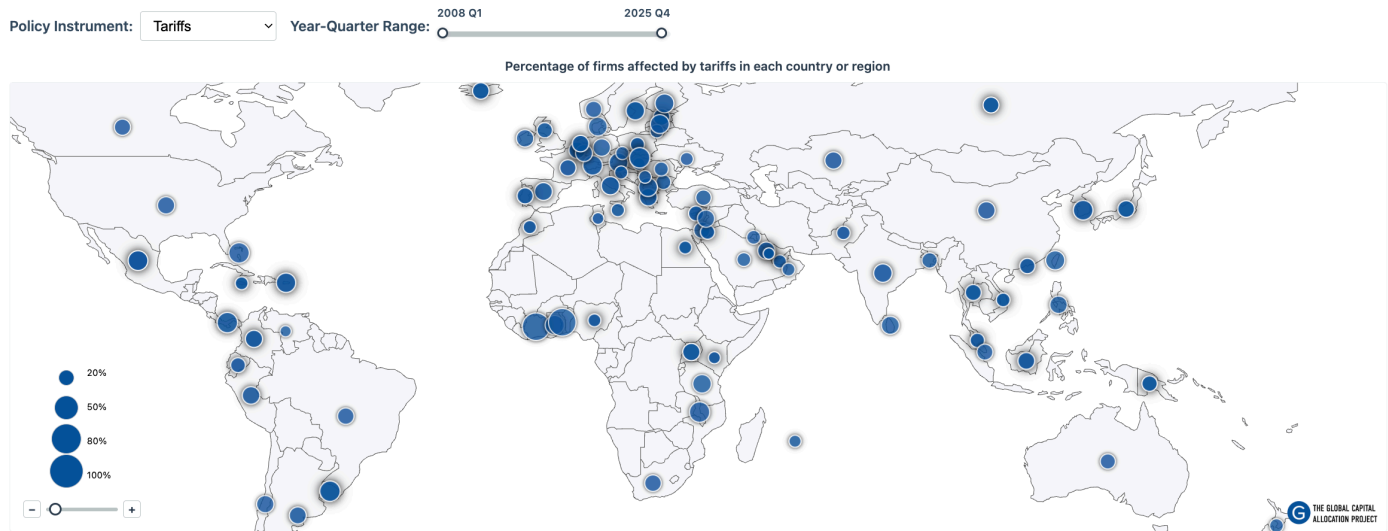 2008 Q1 2025 Q4
Policy Instrument: Tariffs Year-Quarter Range:
Percentage of firms affected by tariffs in each country or region
20%
50%
80%
100%
− +
G THE GLOBAL CAPITAL
ALLOCATION PROJECT